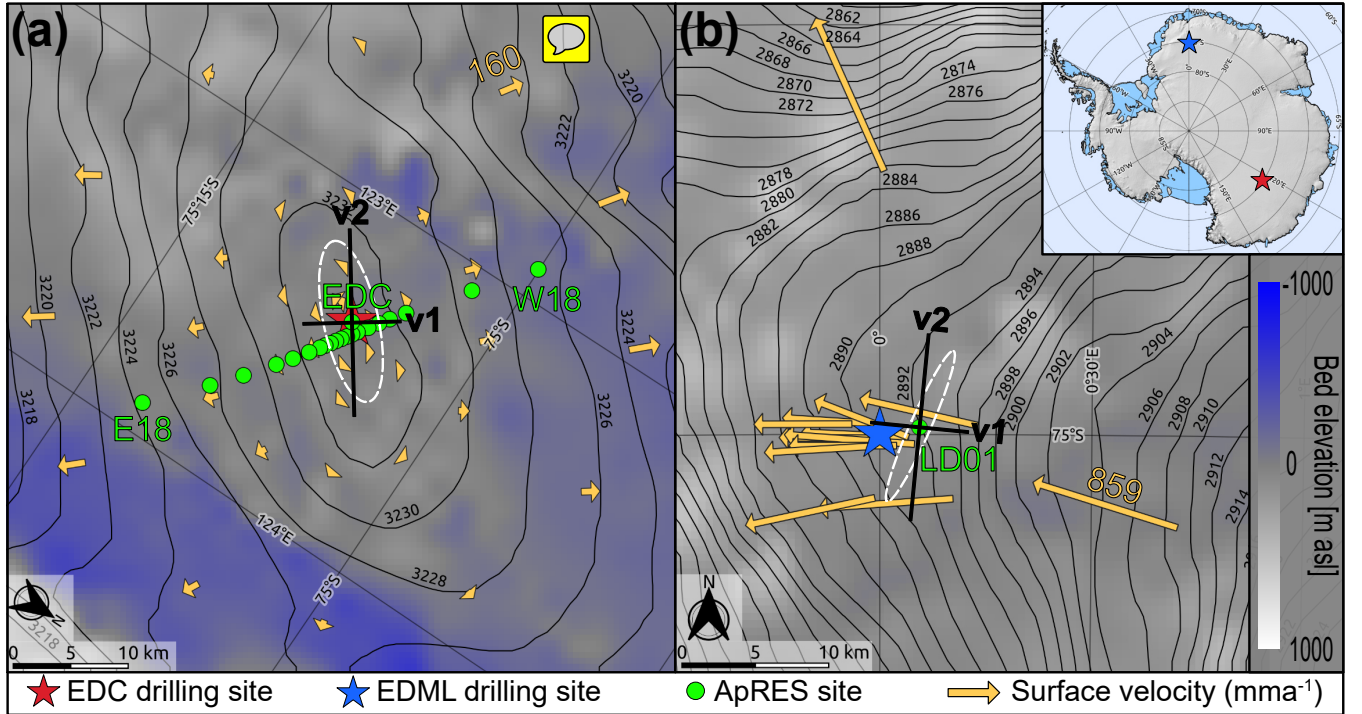 (a)
160
3220
3222
75°15'S
123°E
v2
EDC
v1
W18
3220
3222
3224
3226
75°S
3224
3226
3218
E18
3230
124°E
3228
75°S
N
3218
0 5 10 km
(b)
2862
2864
2866
2868
2870
2872
2874
2876
2878
2880
2882
2884
2886
2888
2890
2892
2894
2896
2898
2900
2902
2904
2906
2908
2910
2912
2914
0°
0°30'E
75°S
v2
v1
LD01
859
N
0 5 10 km
90°W
90°E
-1000
0
1000
Bed elevation [m asl]
EDC drilling site
EDML drilling site
ApRES site
Surface velocity (mma⁻¹)